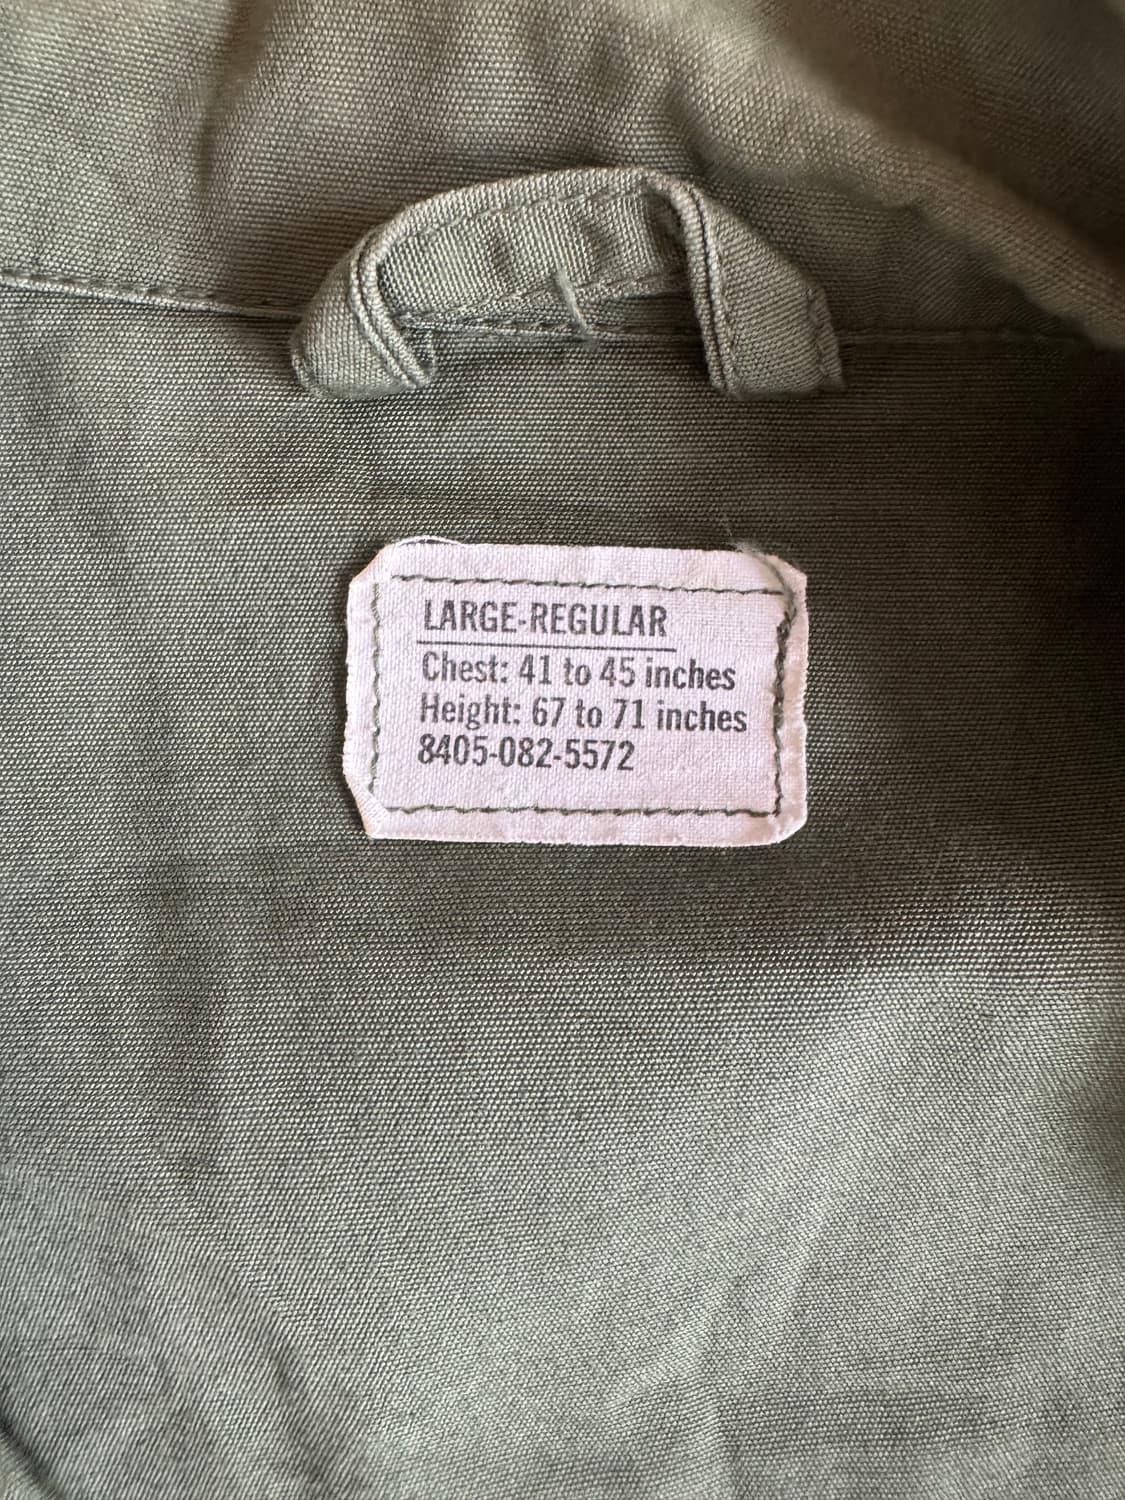 LARGE-REGULAR
Chest: 41 to 45 inches
Height: 67 to 71 inches
8405-082-5572